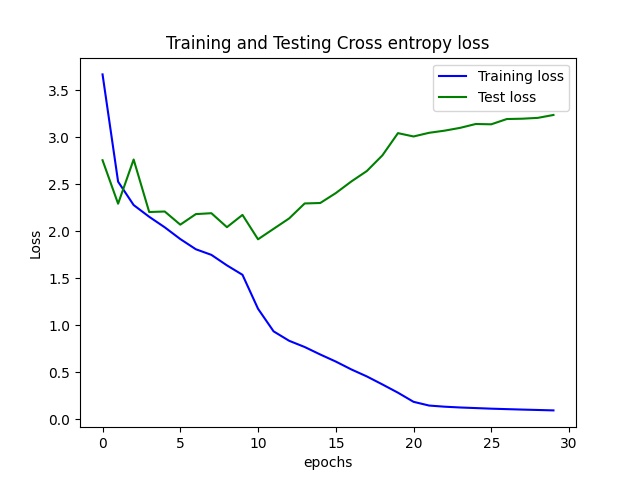 Training and Testing Cross entropy loss
Training loss
Test loss
3.5
3.0
2.5
2.0
1.5
1.0
0.5
0.0
Loss
0 5 10 15 20 25 30
epochs